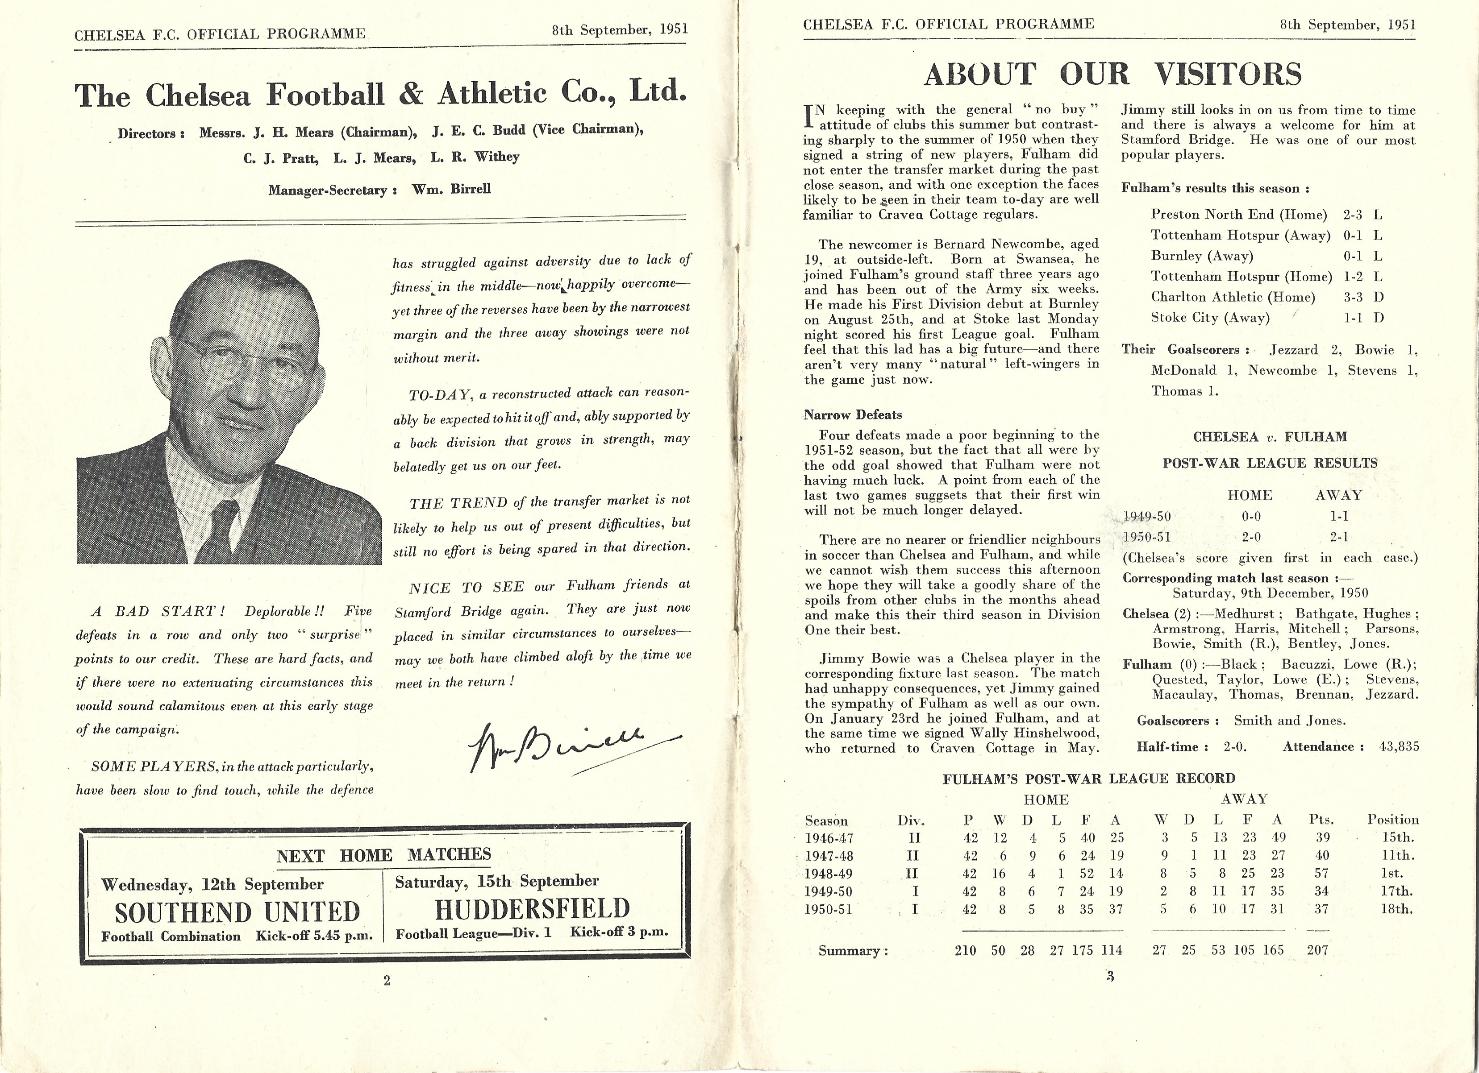 CHELSEA F.C. OFFICIAL PROGRAMME 8th September, 1951
The Chelsea Football & Athletic Co., Ltd.
Directors : Messrs. J. H. Mears (Chairman), J. E. C. Budd (Vice Chairman),
C. J. Pratt, L. J. Mears, L. R. Withey
Manager-Secretary : Wm. Birrell
A BAD START ! Deplorable !! Five
defeats in a row and only two “ surprise ”
points to our credit. These are hard facts, and
if there were no extenuating circumstances this
would sound calamitous even at this early stage
of the campaign.
SOME PLAYERS, in the attack particularly,
have been slow to find touch, while the defence
has struggled against adversity due to lack of
fitness in the middle—now happily overcome—
yet three of the reverses have been by the narrowest
margin and the three away showings were not
without merit.
TO-DAY, a reconstructed attack can reason-
ably be expected to hit it off and, ably supported by
a back division that grows in strength, may
belatedly get us on our feet.
THE TREND of the transfer market is not
likely to help us out of present difficulties, but
still no effort is being spared in that direction.
NICE TO SEE our Fulham friends at
Stamford Bridge again. They are just now
placed in similar circumstances to ourselves—
may we both have climbed aloft by the time we
meet in the return !
Wm Birrell
NEXT HOME MATCHES
Wednesday, 12th September
SOUTHEND UNITED
Football Combination Kick-off 5.45 p.m.
Saturday, 15th September
HUDDERSFIELD
Football League—Div. 1 Kick-off 3 p.m.
2
CHELSEA F.C. OFFICIAL PROGRAMME 8th September, 1951
ABOUT OUR VISITORS
IN keeping with the general “ no buy ”
attitude of clubs this summer but contrast-
ing sharply to the summer of 1950 when they
signed a string of new players, Fulham did
not enter the transfer market during the past
close season, and with one exception the faces
likely to be seen in their team to-day are well
familiar to Craven Cottage regulars.
The newcomer is Bernard Newcombe, aged
19, at outside-left. Born at Swansea, he
joined Fulham's ground staff three years ago
and has been out of the Army six weeks.
He made his First Division debut at Burnley
on August 25th, and at Stoke last Monday
night scored his first League goal. Fulham
feel that this lad has a big future—and there
aren't very many “natural” left-wingers in
the game just now.
Narrow Defeats
Four defeats made a poor beginning to the
1951-52 season, but the fact that all were by
the odd goal showed that Fulham were not
having much luck. A point from each of the
last two games suggsets that their first win
will not be much longer delayed.
There are no nearer or friendlier neighbours
in soccer than Chelsea and Fulham, and while
we cannot wish them success this afternoon
we hope they will take a goodly share of the
spoils from other clubs in the months ahead
and make this their third season in Division
One their best.
Jimmy Bowie was a Chelsea player in the
corresponding fixture last season. The match
had unhappy consequences, yet Jimmy gained
the sympathy of Fulham as well as our own.
On January 23rd he joined Fulham, and at
the same time we signed Wally Hinshelwood,
who returned to Craven Cottage in May.
Jimmy still looks in on us from time to time
and there is always a welcome for him at
Stamford Bridge. He was one of our most
popular players.
Fulham's results this season :
Preston North End (Home) 2-3 L
Tottenham Hotspur (Away) 0-1 L
Burnley (Away) 0-1 L
Tottenham Hotspur (Home) 1-2 L
Charlton Athletic (Home) 3-3 D
Stoke City (Away) 1-1 D
Their Goalscorers : Jezzard 2, Bowie 1,
McDonald 1, Newcombe 1, Stevens 1,
Thomas 1.
CHELSEA v. FULHAM
POST-WAR LEAGUE RESULTS
HOME AWAY
1949-50 0-0 1-1
1950-51 2-0 2-1
(Chelsea's score given first in each case.)
Corresponding match last season :—
Saturday, 9th December, 1950
Chelsea (2) :—Medhurst ; Bathgate, Hughes ;
Armstrong, Harris, Mitchell ; Parsons,
Bowie, Smith (R.), Bentley, Jones.
Fulham (0) :—Black ; Bacuzzi, Lowe (R.) ;
Quested, Taylor, Lowe (E.) ; Stevens,
Macaulay, Thomas, Brennan, Jezzard.
Goalscorers : Smith and Jones.
Half-time : 2-0. Attendance : 43,835
FULHAM'S POST-WAR LEAGUE RECORD
HOME AWAY
Season Div. P W D L F A W D L F A Pts. Position
1946-47 II 42 12 4 5 40 25 3 5 13 23 49 39 15th.
1947-48 II 42 6 9 6 24 19 9 1 11 23 27 40 11th.
1948-49 II 42 16 4 1 52 14 8 5 8 25 23 57 1st.
1949-50 I 42 8 6 7 24 19 2 8 11 17 35 34 17th.
1950-51 I 42 8 5 8 35 37 5 6 10 17 31 37 18th.
Summary : 210 50 28 27 175 114 27 25 53 105 165 207
3